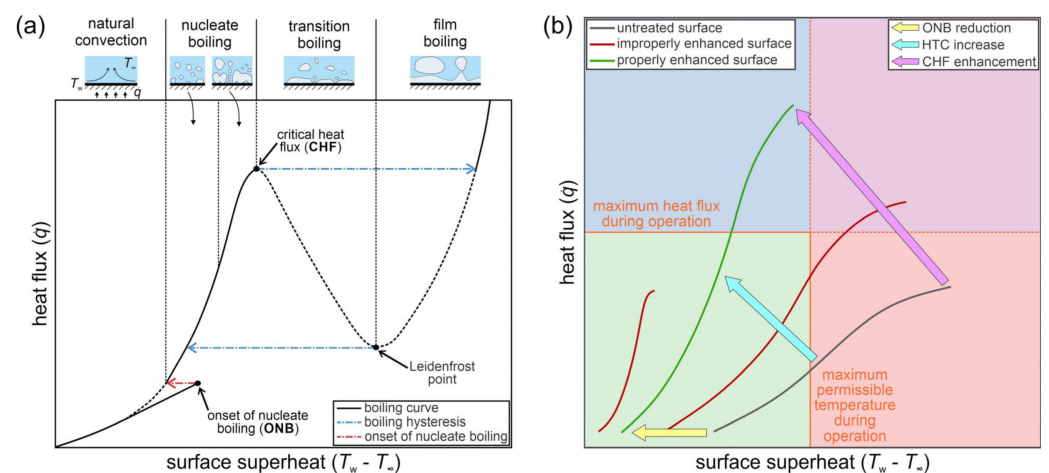 (a)
natural
convection
nucleate
boiling
transition
boiling
film
boiling
T∞
Tw
q
critical heat
flux (CHF)
Leidenfrost
point
onset of nucleate
boiling (ONB)
boiling curve
boiling hysteresis
onset of nucleate boiling
heat flux (q̇)
surface superheat (Tw - T∞)
(b)
untreated surface
improperly enhanced surface
properly enhanced surface
ONB reduction
HTC increase
CHF enhancement
maximum heat flux
during operation
maximum
permissible
temperature
during
operation
heat flux (q̇)
surface superheat (Tw - T∞)